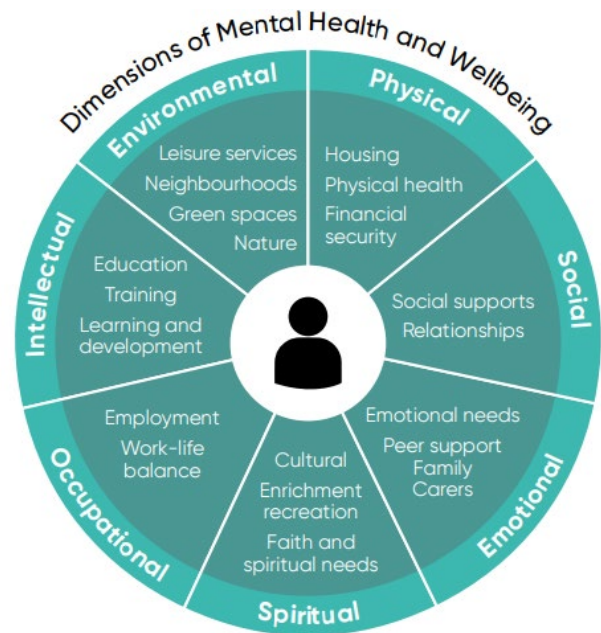 Dimensions of Mental Health and Wellbeing
Environmental
Leisure services
Neighbourhoods
Green spaces
Nature
Physical
Housing
Physical health
Financial
security
Social
Social supports
Relationships
Emotional
Emotional needs
Peer support
Family
Carers
Spiritual
Cultural
Enrichment
recreation
Faith and
spiritual needs
Occupational
Employment
Work-life
balance
Intellectual
Education
Training
Learning and
development